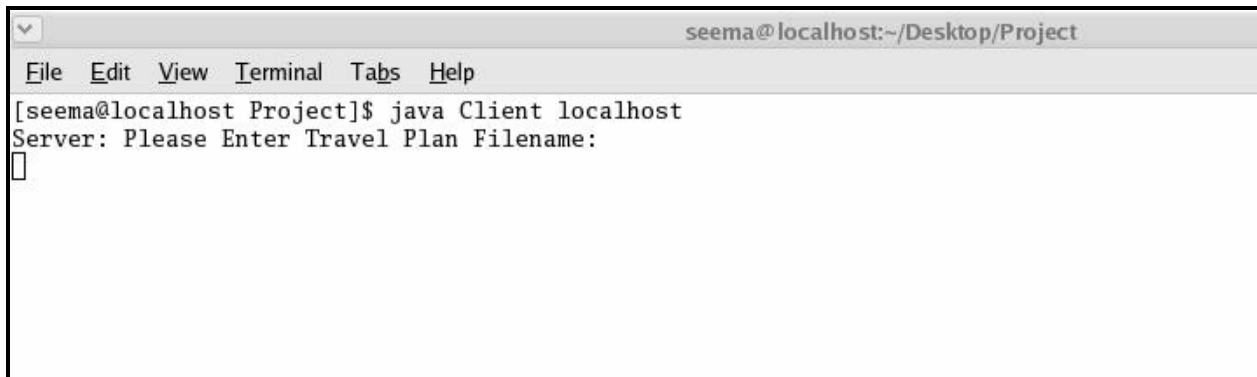 seema@localhost:~/Desktop/Project
File Edit View Terminal Tabs Help
[seema@localhost Project]$ java Client localhost
Server: Please Enter Travel Plan Filename: